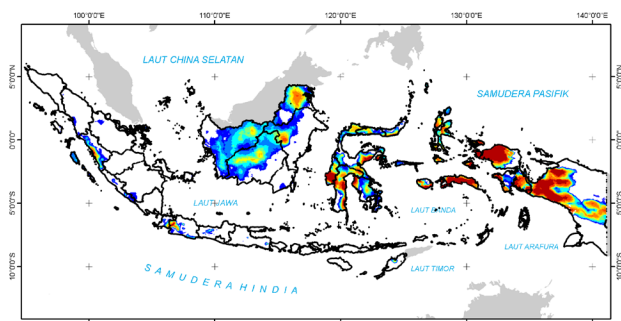 100°0'0"E 110°0'0"E 120°0'0"E 130°0'0"E 140°0'0"E
LAUT CHINA SELATAN
5°0'0"N 5°0'0"N
SAMUDERA PASIFIK
0°0'0" 0°0'0"
LAUT JAWA
5°0'0"S LAUT BANDA 5°0'0"S
LAUT ARAFURA
10°0'0"S SAMUDERA HINDIA LAUT TIMOR 10°0'0"S